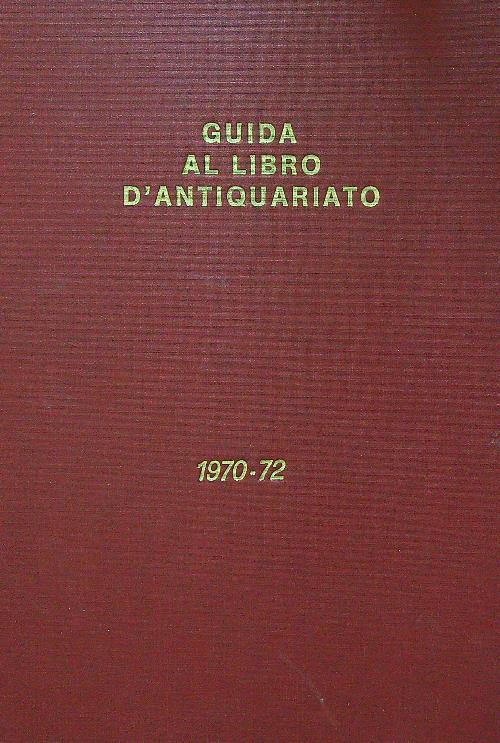 GUIDA
AL LIBRO
D'ANTIQUARIATO
1970-72